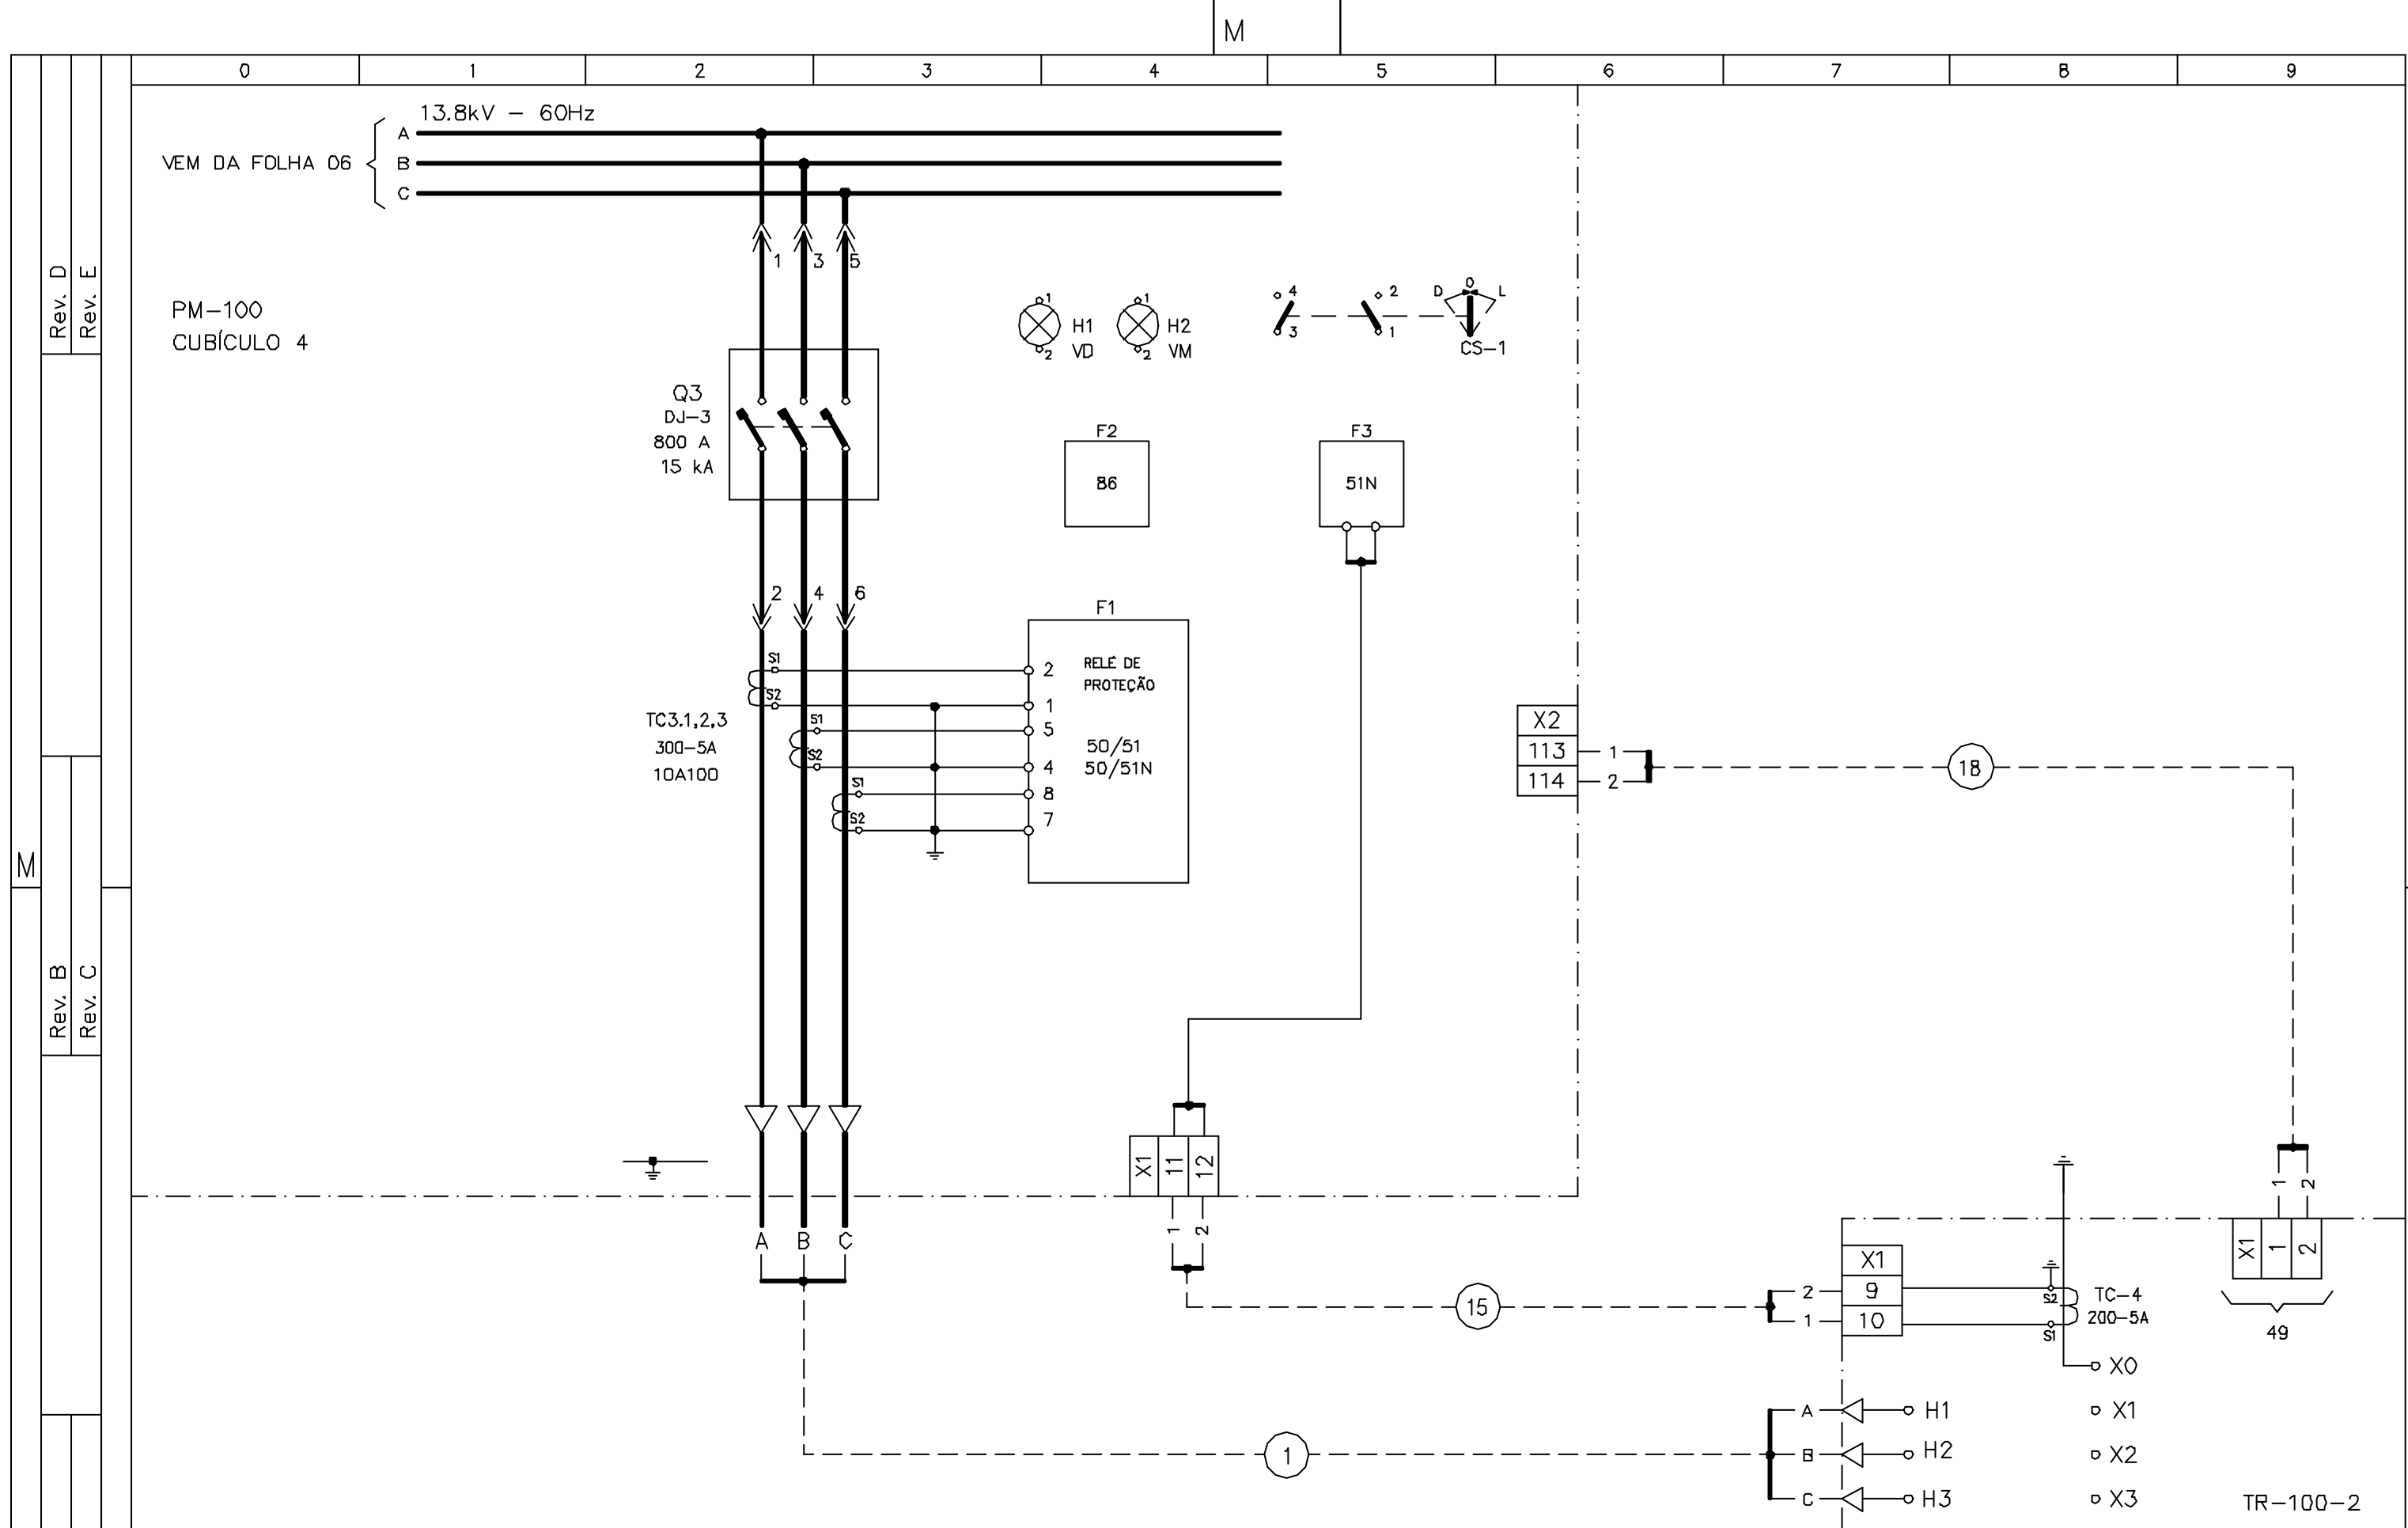 M
0 1 2 3 4 5 6 7 8 9
13.8kV - 60Hz
A
VEM DA FOLHA 06
B
C
Rev. D
Rev. E
PM-100
CUBÍCULO 4
1 3 5
Q3
DJ-3
800 A
15 kA
1
2
H1
VD
1
2
H2
VM
4
3
2
1
D 0 L
CS-1
F2
86
F3
51N
2 4 6
F1
RELÉ DE
PROTEÇÃO
50/51
50/51N
2
1
5
4
8
7
S1
S2
S1
S2
S1
S2
TC3.1,2,3
300-5A
10A100
X2
113 1
114 2
18
M
Rev. B
Rev. C
X1 11 12
1 2
A B C
15
1
X1
2 9
1 10
S2
S1
TC-4
200-5A
1 2
X1 1 2
49
X0
A H1 X1
B H2 X2
C H3 X3
TR-100-2